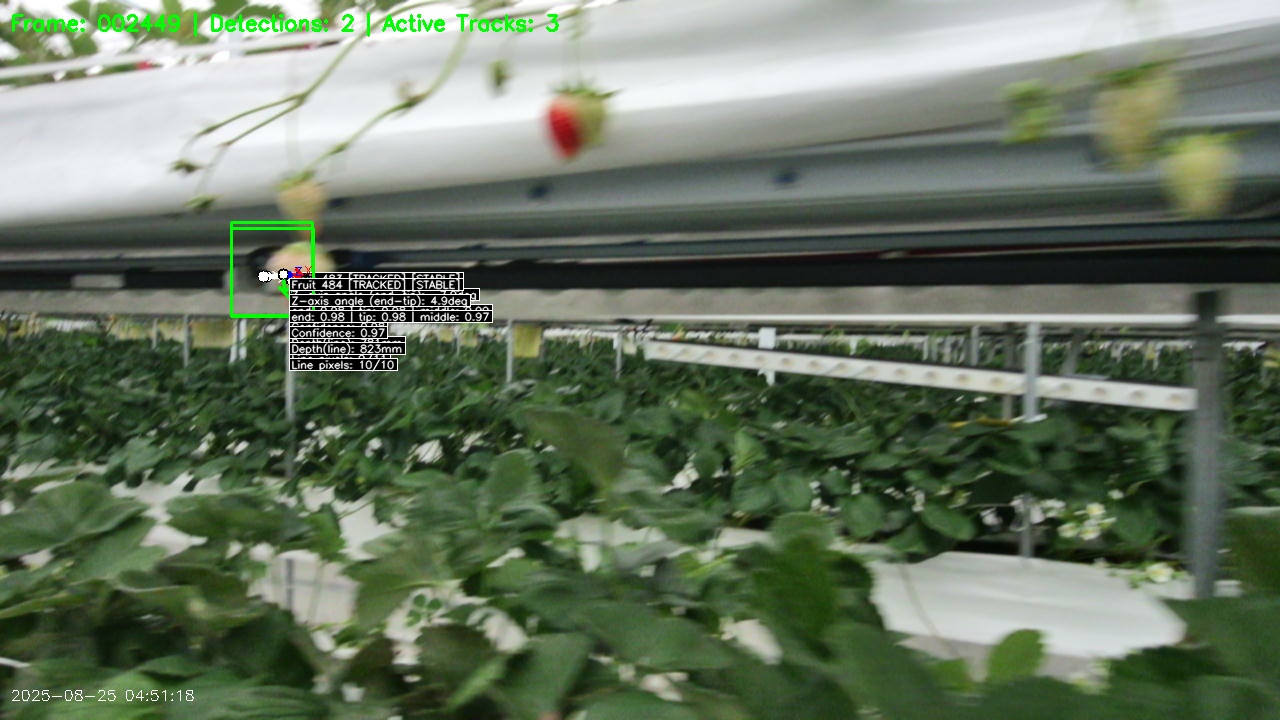 Frame: 002449 | Detections: 2 | Active Tracks: 3
Fruit 484 [TRACKED] [STABLE]
Z-axis angle (end-tip): 4.9deg
end: 0.98 | tip: 0.98 | middle: 0.97
Confidence: 0.97
Depth(line): 823mm
Line pixels: 10/10
2025-08-25 04:51:18